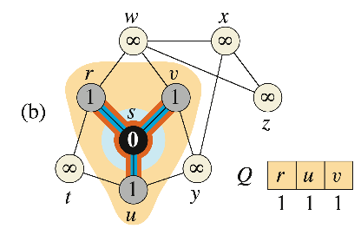 w x
∞ ∞
r v
1 1 ∞
s z
(b) 0
∞ 1 ∞ Q r u v
t u y 1 1 1